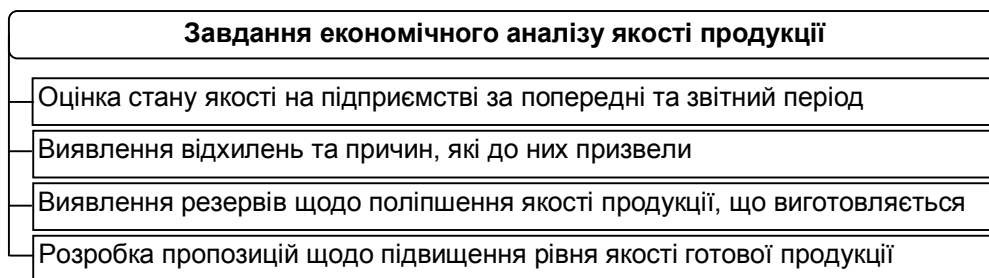 Завдання економічного аналізу якості продукції
Оцінка стану якості на підприємстві за попередні та звітний період
Виявлення відхилень та причин, які до них призвели
Виявлення резервів щодо поліпшення якості продукції, що виготовляється
Розробка пропозицій щодо підвищення рівня якості готової продукції